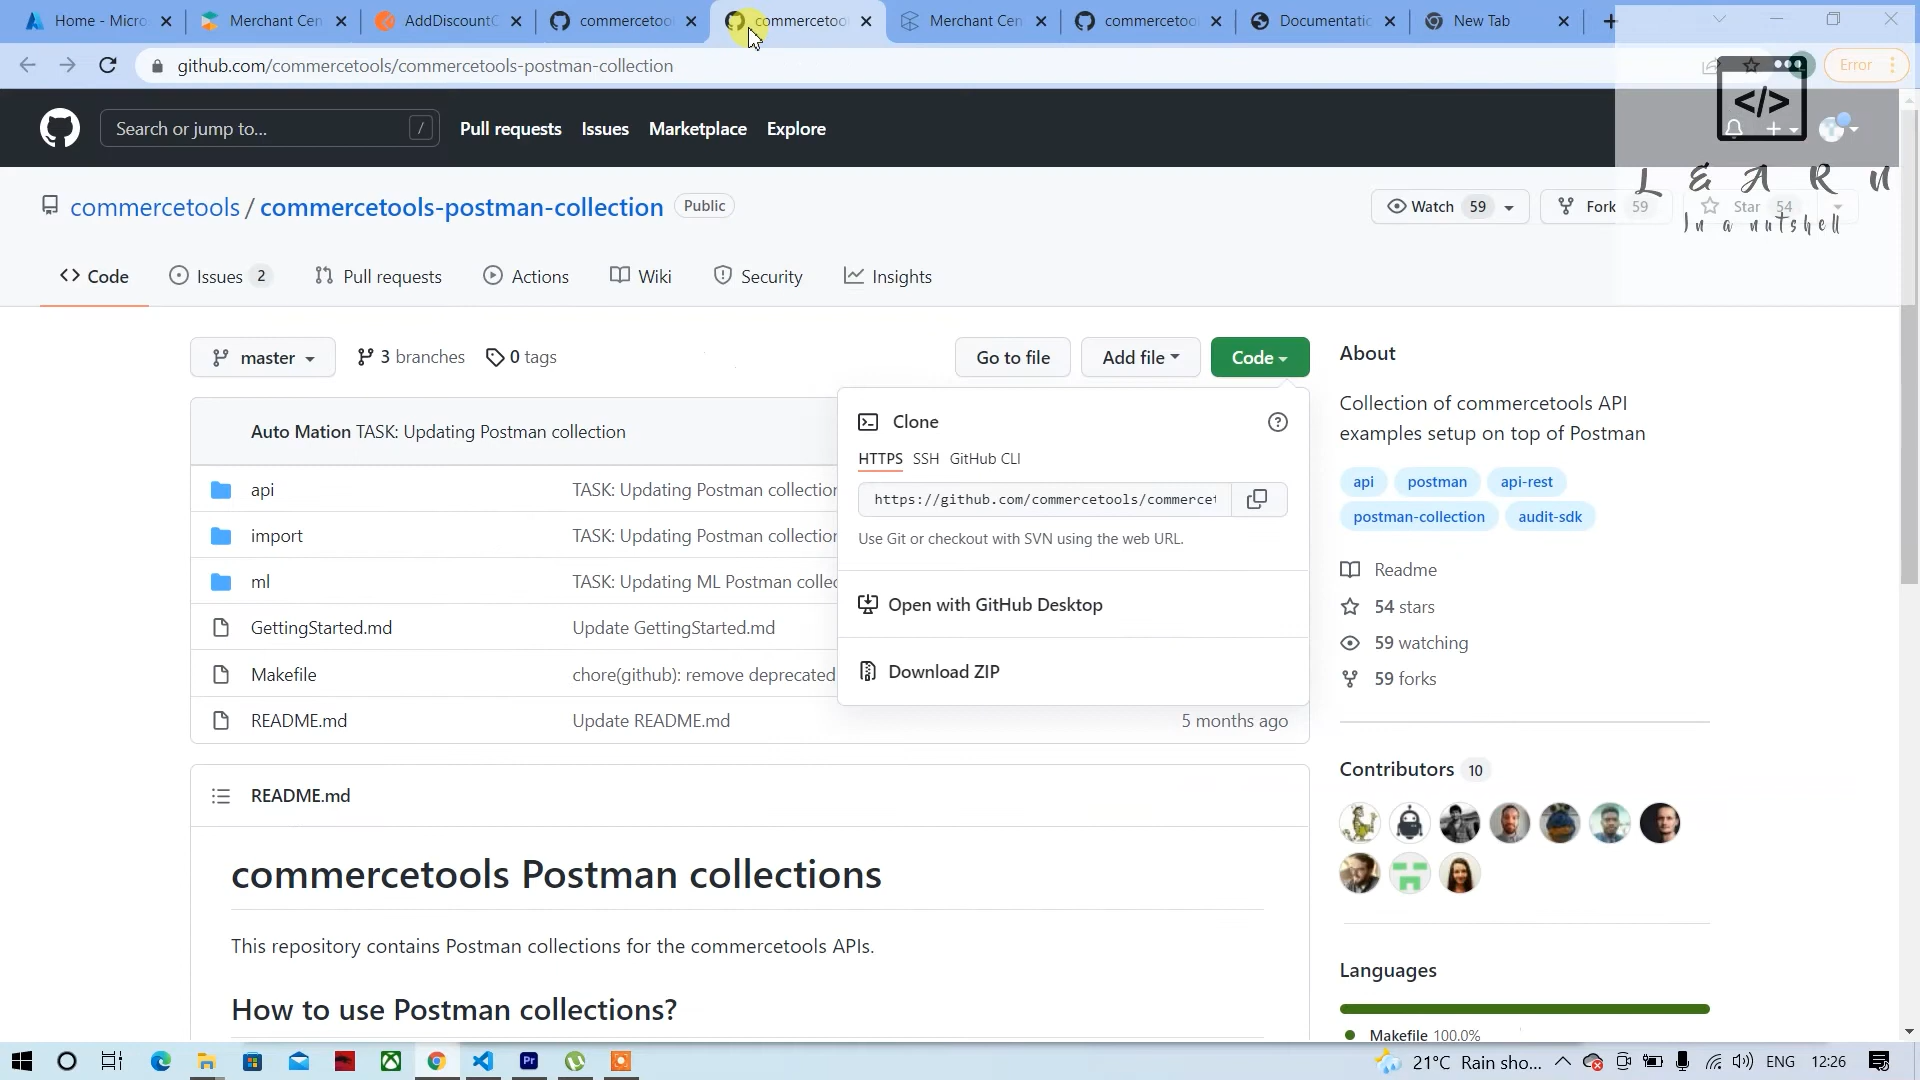 Home - Micro
Merchant Cen
AddDiscountC
commercetool
commercetool
Merchant Cen
commercetool
Documentatio
New Tab
github.com/commercetools/commercetools-postman-collection
Error
Search or jump to...
/
Pull requests
Issues
Marketplace
Explore
</>
LEARN
In a nutshell
commercetools / commercetools-postman-collection
Public
Watch 59
Fork 59
Star 54
Code
Issues 2
Pull requests
Actions
Wiki
Security
Insights
master
3 branches
0 tags
Go to file
Add file
Code
Auto Mation TASK: Updating Postman collection
api
TASK: Updating Postman collection
import
TASK: Updating Postman collection
ml
TASK: Updating ML Postman collec
GettingStarted.md
Update GettingStarted.md
Makefile
chore(github): remove deprecated
README.md
Update README.md
5 months ago
Clone
HTTPS SSH GitHub CLI
https://github.com/commercetools/commercet
Use Git or checkout with SVN using the web URL.
Open with GitHub Desktop
Download ZIP
README.md
commercetools Postman collections
This repository contains Postman collections for the commercetools APIs.
How to use Postman collections?
About
Collection of commercetools API
examples setup on top of Postman
api
postman
api-rest
postman-collection
audit-sdk
Readme
54 stars
59 watching
59 forks
Contributors 10
Languages
Makefile 100.0%
Pr
21°C Rain sho...
ENG
12:26